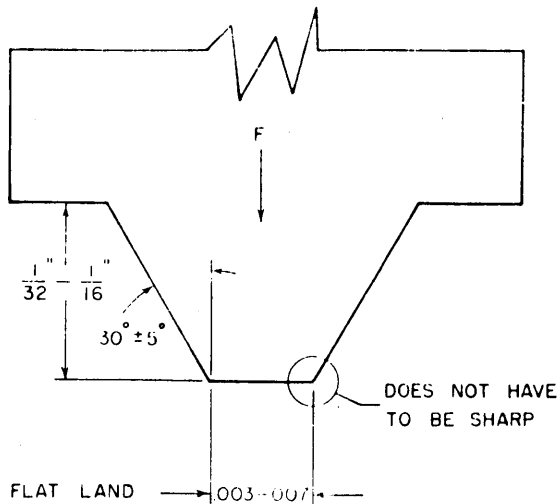 F
1/32" - 1/16"
30° ±5°
DOES NOT HAVE
TO BE SHARP
FLAT LAND .003-.007